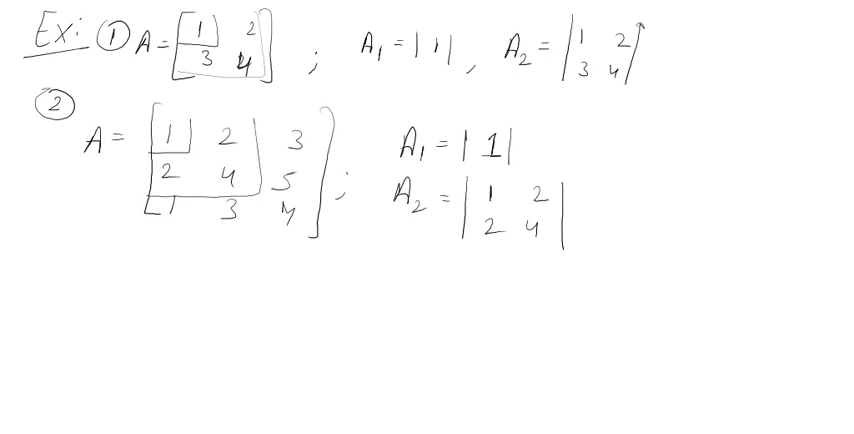 Ex: ① A = [1 2 ; A₁ = |1|, A₂ = |1 2|
3 4] 3 4
②
A = [1 2 3 A₁ = |1|
2 4 5 ; A₂ = |1 2|
1 3 4] 2 4